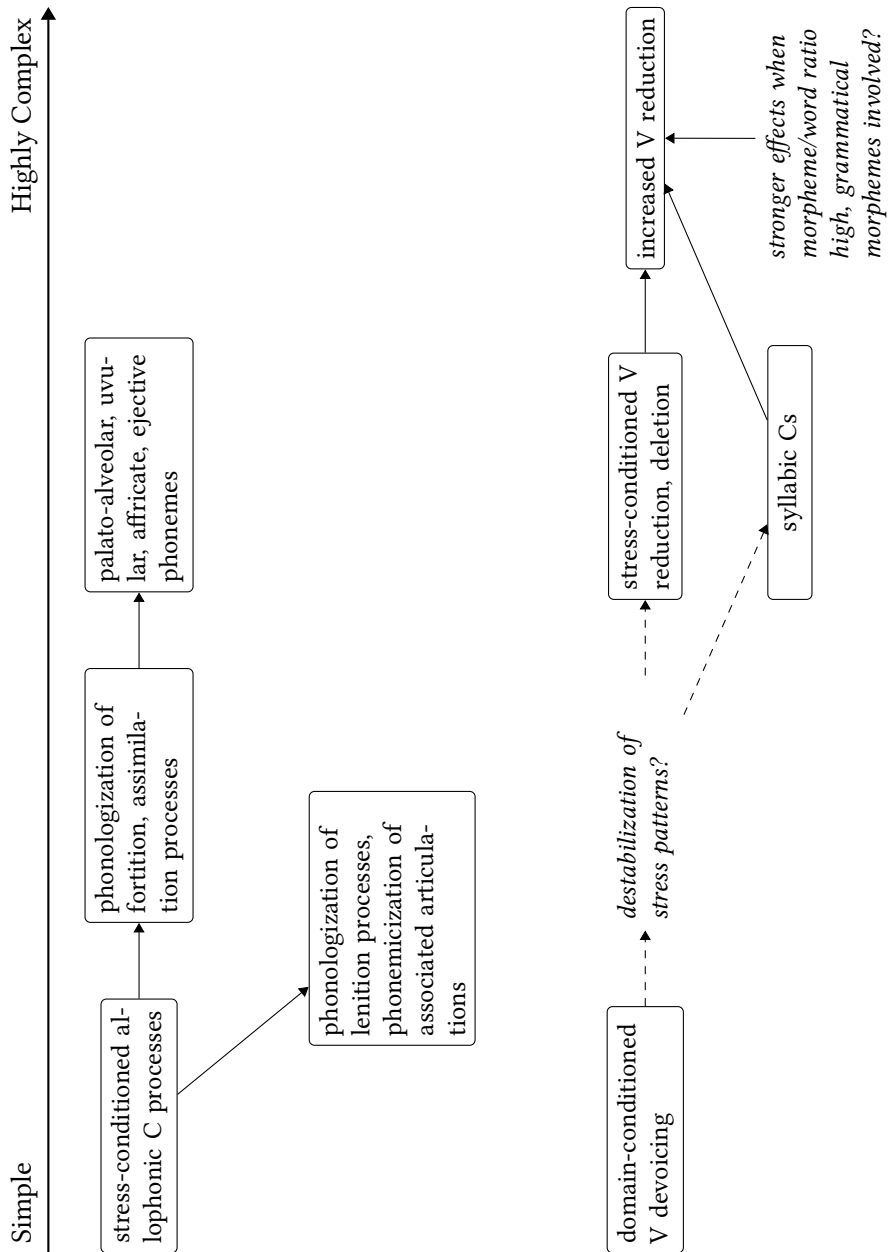 Simple
Highly Complex
stress-conditioned al-
lophonic C processes
phonologization of
fortition, assimila-
tion processes
palato-alveolar, uvu-
lar, affricate, ejective
phonemes
phonologization of
lenition processes,
phonemicization of
associated articula-
tions
domain-conditioned
V devoicing
destabilization of
stress patterns?
stress-conditioned V
reduction, deletion
syllabic Cs
increased V reduction
stronger effects when
morpheme/word ratio
high, grammatical
morphemes involved?